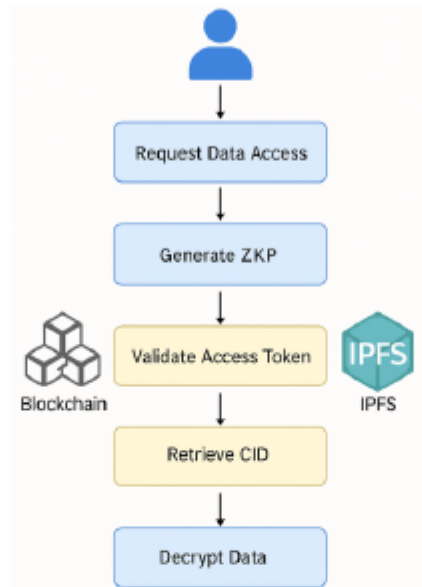 Request Data Access
Generate ZKP
Validate Access Token
IPFS
Blockchain
IPFS
Retrieve CID
Decrypt Data